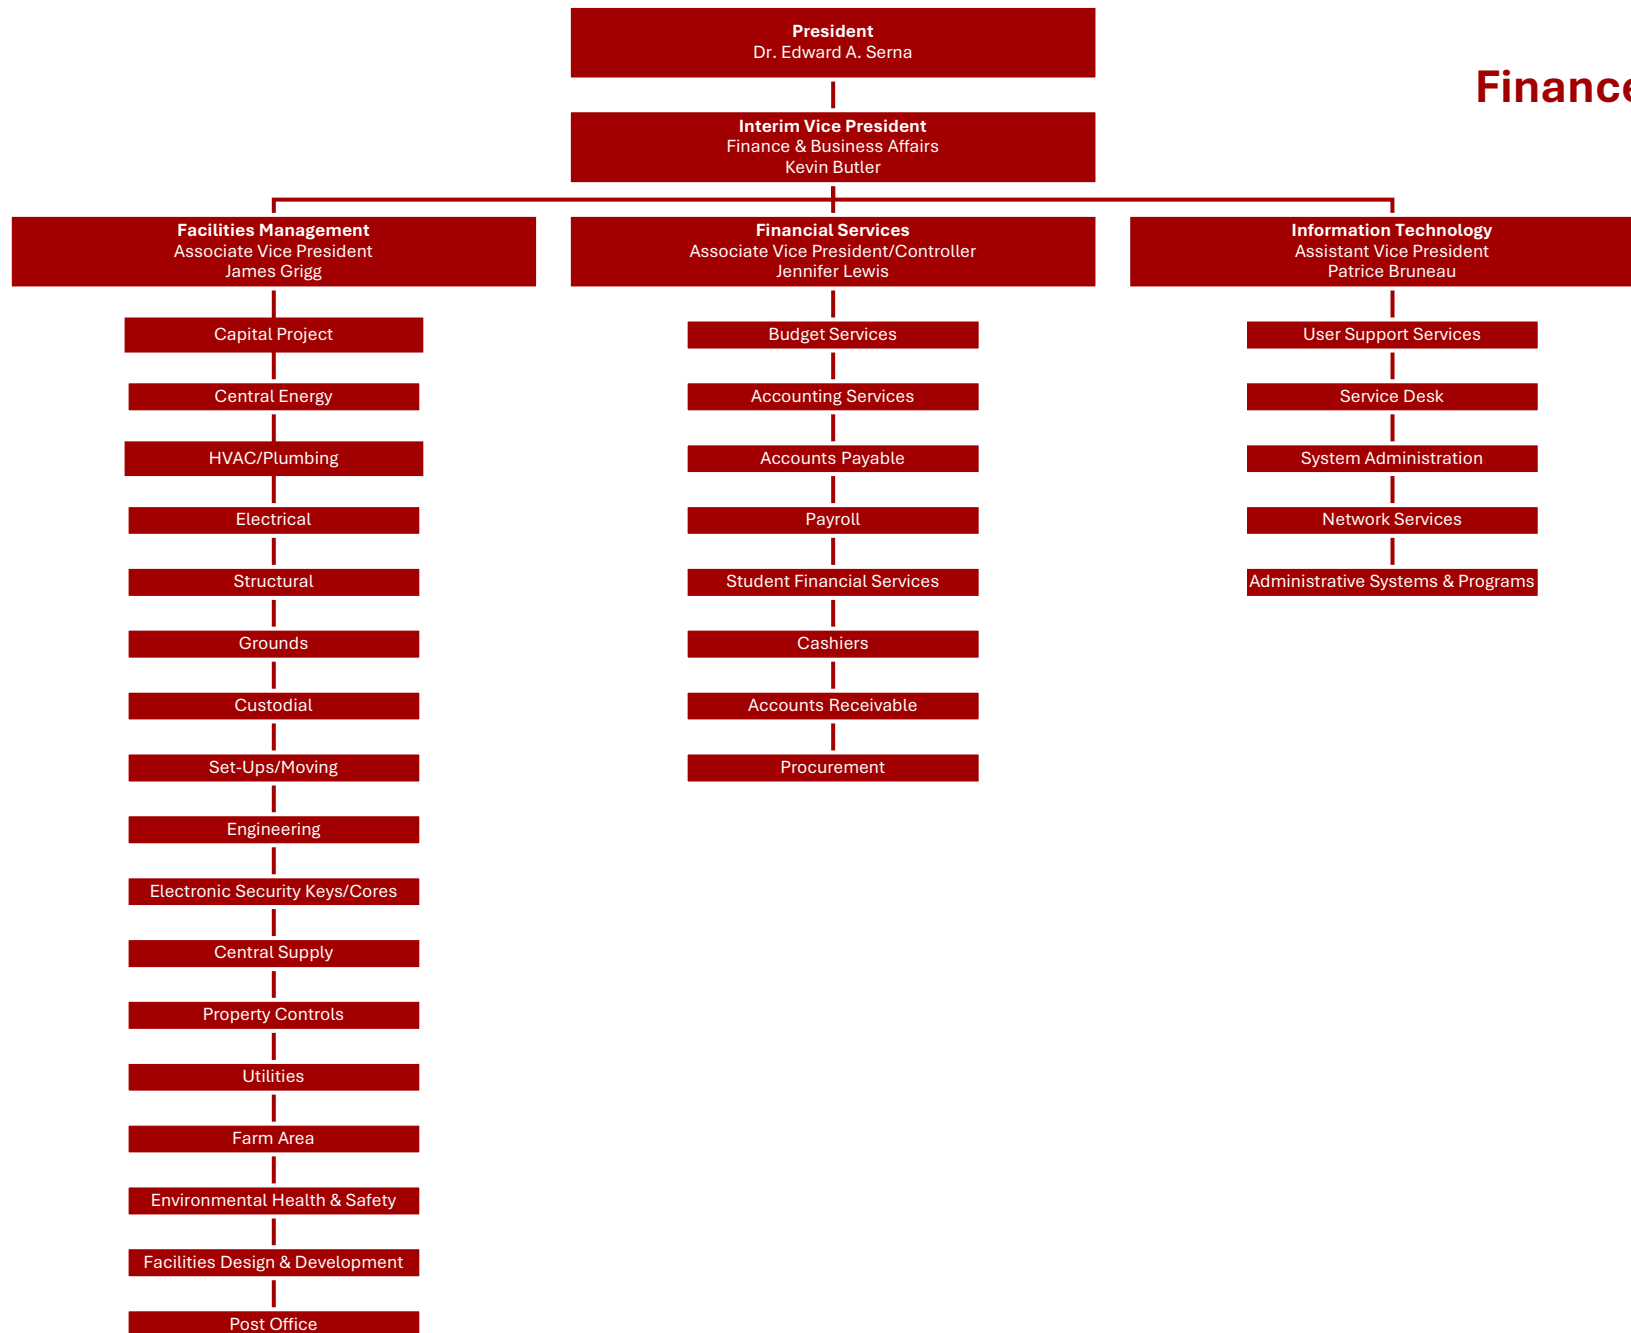 President
Dr. Edward A. Serna
Finance
Interim Vice President
Finance & Business Affairs
Kevin Butler
Facilities Management
Associate Vice President
James Grigg
Financial Services
Associate Vice President/Controller
Jennifer Lewis
Information Technology
Assistant Vice President
Patrice Bruneau
Capital Project
Central Energy
HVAC/Plumbing
Electrical
Structural
Grounds
Custodial
Set-Ups/Moving
Engineering
Electronic Security Keys/Cores
Central Supply
Property Controls
Utilities
Farm Area
Environmental Health & Safety
Facilities Design & Development
Post Office
Budget Services
Accounting Services
Accounts Payable
Payroll
Student Financial Services
Cashiers
Accounts Receivable
Procurement
User Support Services
Service Desk
System Administration
Network Services
Administrative Systems & Programs